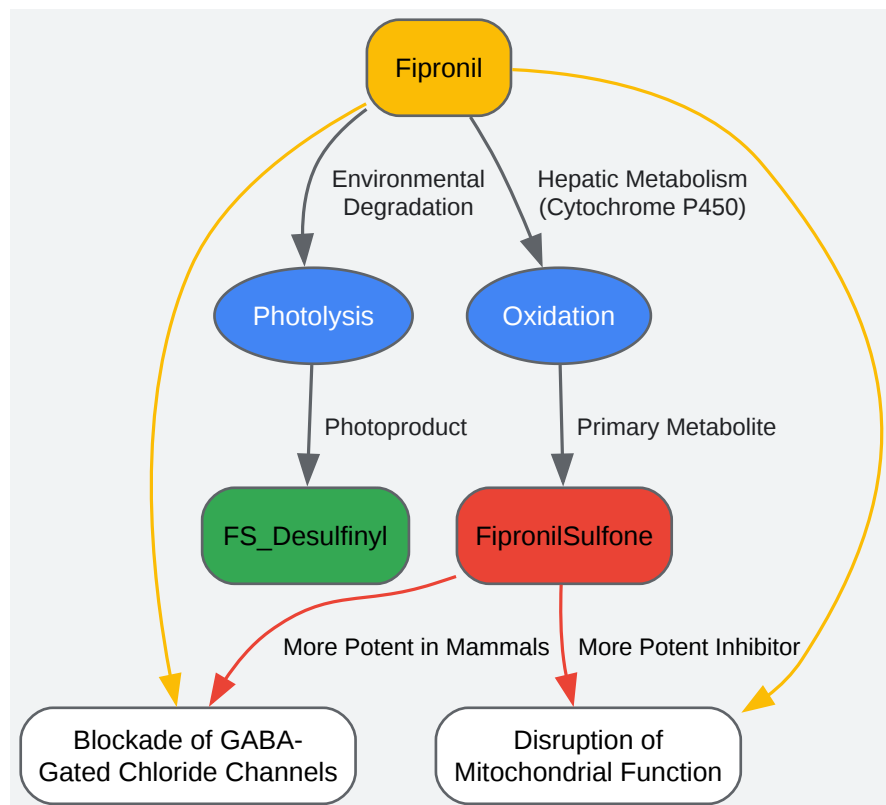 Fipronil
Environmental
Degradation
Hepatic Metabolism
(Cytochrome P450)
Photolysis
Oxidation
Photoproduct
Primary Metabolite
FS_Desulfinyl
FipronilSulfone
More Potent in Mammals
More Potent Inhibitor
Blockade of GABA-
Gated Chloride Channels
Disruption of
Mitochondrial Function